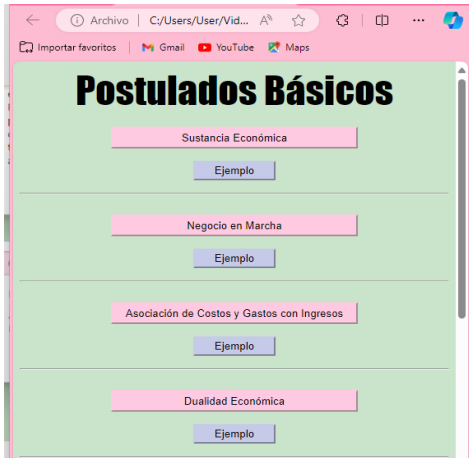 Archivo
C:/Users/User/Vid...
Importar favoritos
Gmail
YouTube
Maps
Postulados Básicos
Sustancia Económica
Ejemplo
Negocio en Marcha
Ejemplo
Asociación de Costos y Gastos con Ingresos
Ejemplo
Dualidad Económica
Ejemplo